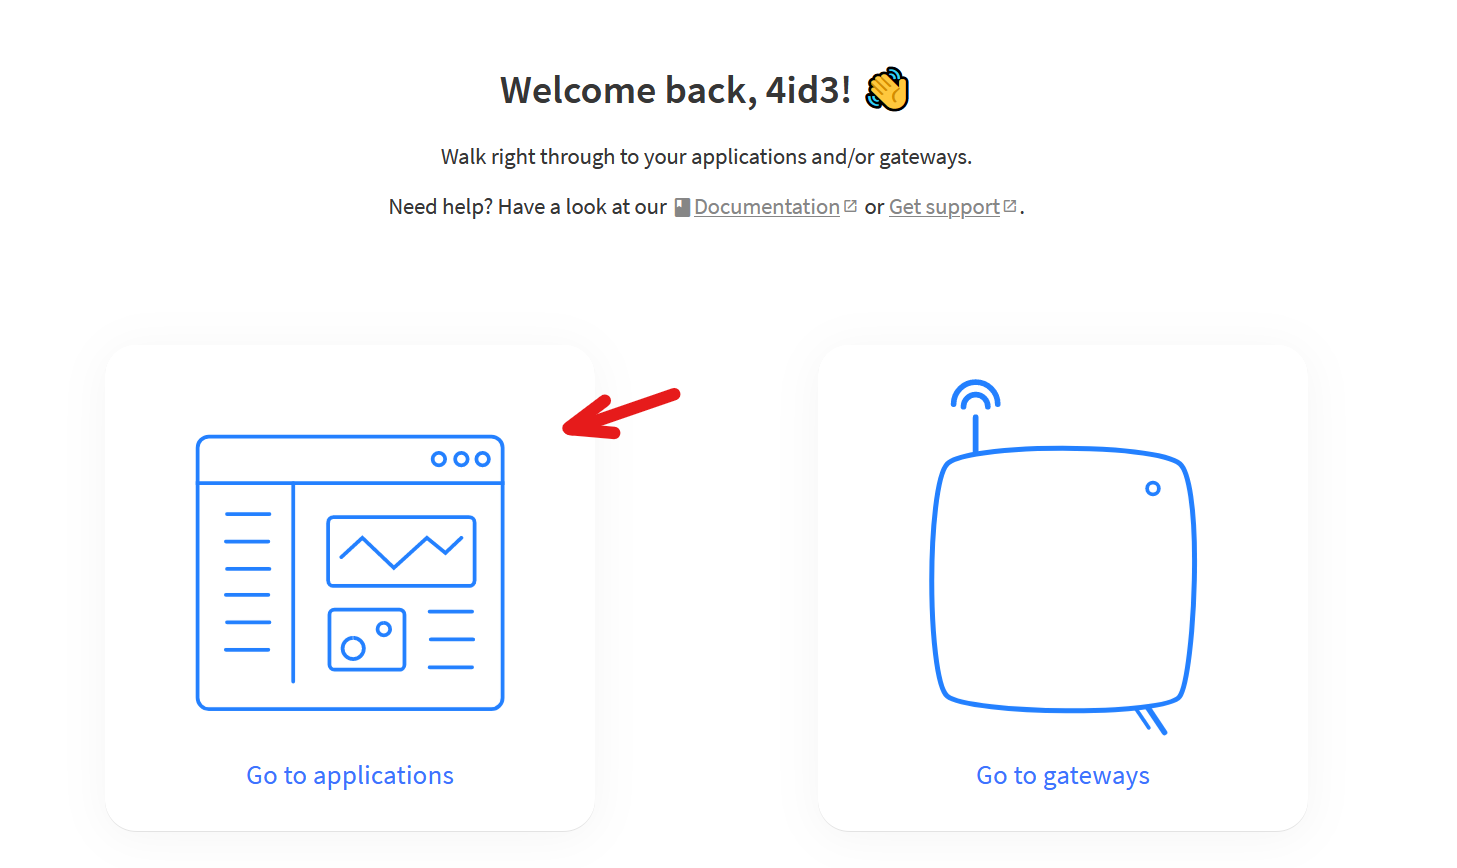 Welcome back, 4id3! 👋
Walk right through to your applications and/or gateways.
Need help? Have a look at our Documentation or Get support.
Go to applications
Go to gateways